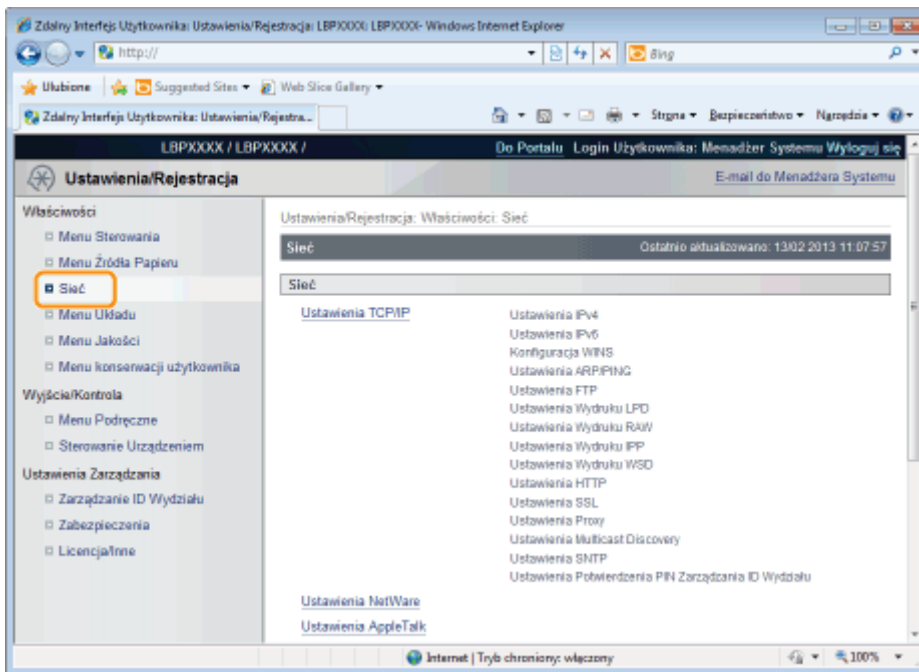 Zdalny Interfejs Użytkownika: Ustawienia/Rejestracja: LBPXXXX: LBPXXXX- Windows Internet Explorer
http://
Bing
Ulubione Suggested Sites Web Slice Gallery
Zdalny Interfejs Użytkownika: Ustawienia/Rejestra... Strona Bezpieczeństwo Narzędzia
LBPXXXX / LBPXXXX / Do Portalu Login Użytkownika: Menadżer Systemu Wyloguj się
Ustawienia/Rejestracja E-mail do Menadżera Systemu
Właściwości
Menu Sterowania
Menu Źródła Papieru
Sieć
Menu Układu
Menu Jakości
Menu konserwacji użytkownika
Wyjście/Kontrola
Menu Podręczne
Sterowanie Urządzeniem
Ustawienia Zarządzania
Zarządzanie ID Wydziału
Zabezpieczenia
Licencja/Inne
Ustawienia/Rejestracja: Właściwości: Sieć
Sieć Ostatnio aktualizowano: 13/02 2013 11:07:57
Sieć
Ustawienia TCP/IP
Ustawienia IPv4
Ustawienia IPv6
Konfiguracja WINS
Ustawienia ARP/PING
Ustawienia FTP
Ustawienia Wydruku LPD
Ustawienia Wydruku RAW
Ustawienia Wydruku IPP
Ustawienia Wydruku WSD
Ustawienia HTTP
Ustawienia SSL
Ustawienia Proxy
Ustawienia Multicast Discovery
Ustawienia SNTP
Ustawienia Potwierdzenia PIN Zarządzania ID Wydziału
Ustawienia NetWare
Ustawienia AppleTalk
Internet | Tryb chroniony: włączony 100%